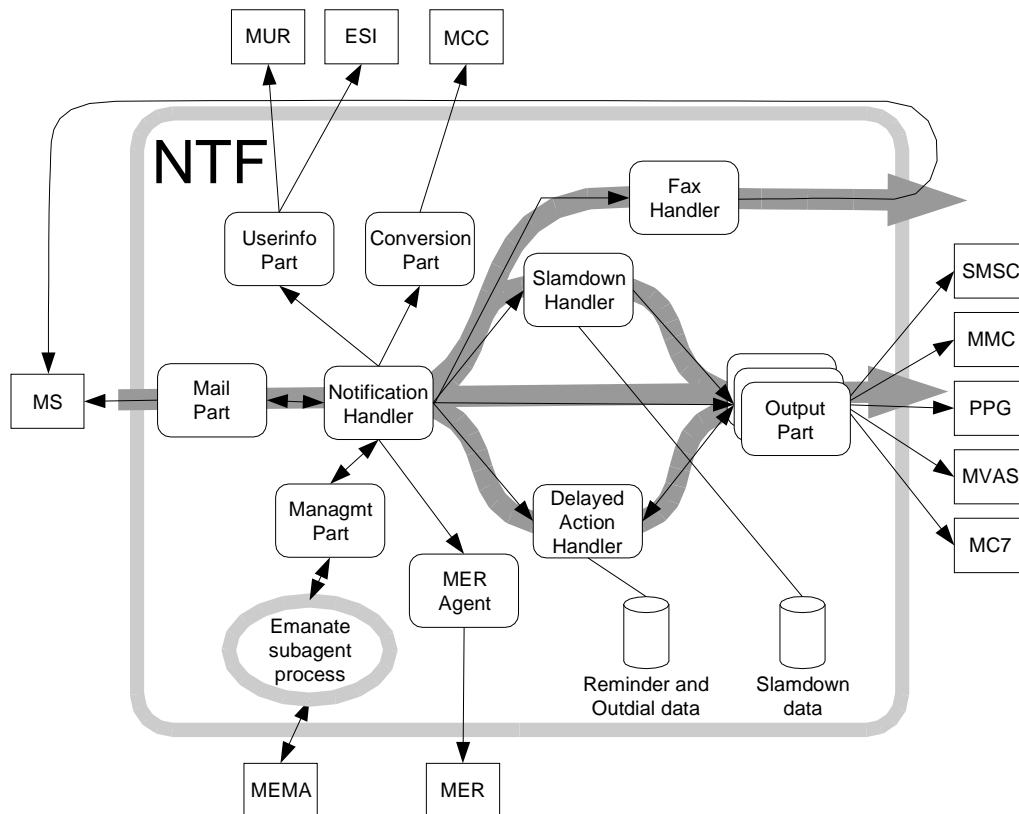 MUR
ESI
MCC
NTF
Fax
Handler
Userinfo
Part
Conversion
Part
Slamdown
Handler
SMSC
MMC
MS
Mail
Part
Notification
Handler
Output
Part
PPG
MVAS
Managmt
Part
Delayed
Action
Handler
MC7
MER
Agent
Emanate
subagent
process
Reminder and
Outdial data
Slamdown
data
MEMA
MER